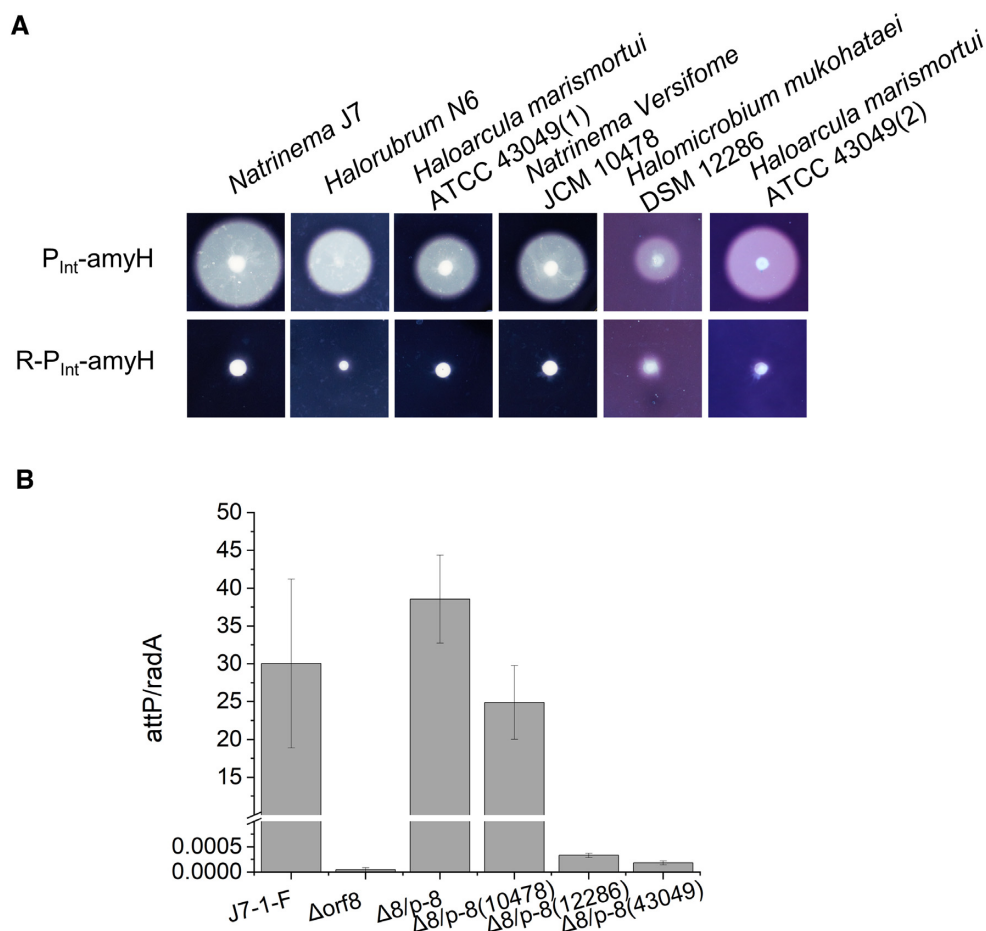 A
Natrinema J7
Halorubrum N6
Haloarcula marismortui
ATCC 43049(1)
Natrinema Versifome
JCM 10478
Halomicrobium mukohataei
DSM 12286
Haloarcula marismortui
ATCC 43049(2)
PInt-amyH
R-PInt-amyH
B
50
45
40
35
30
25
20
15
0.0005
0.0000
attP/radA
J7-1-F
Δorf8
Δ8/p-8
Δ8/p-8(10478)
Δ8/p-8(12286)
Δ8/p-8(43049)